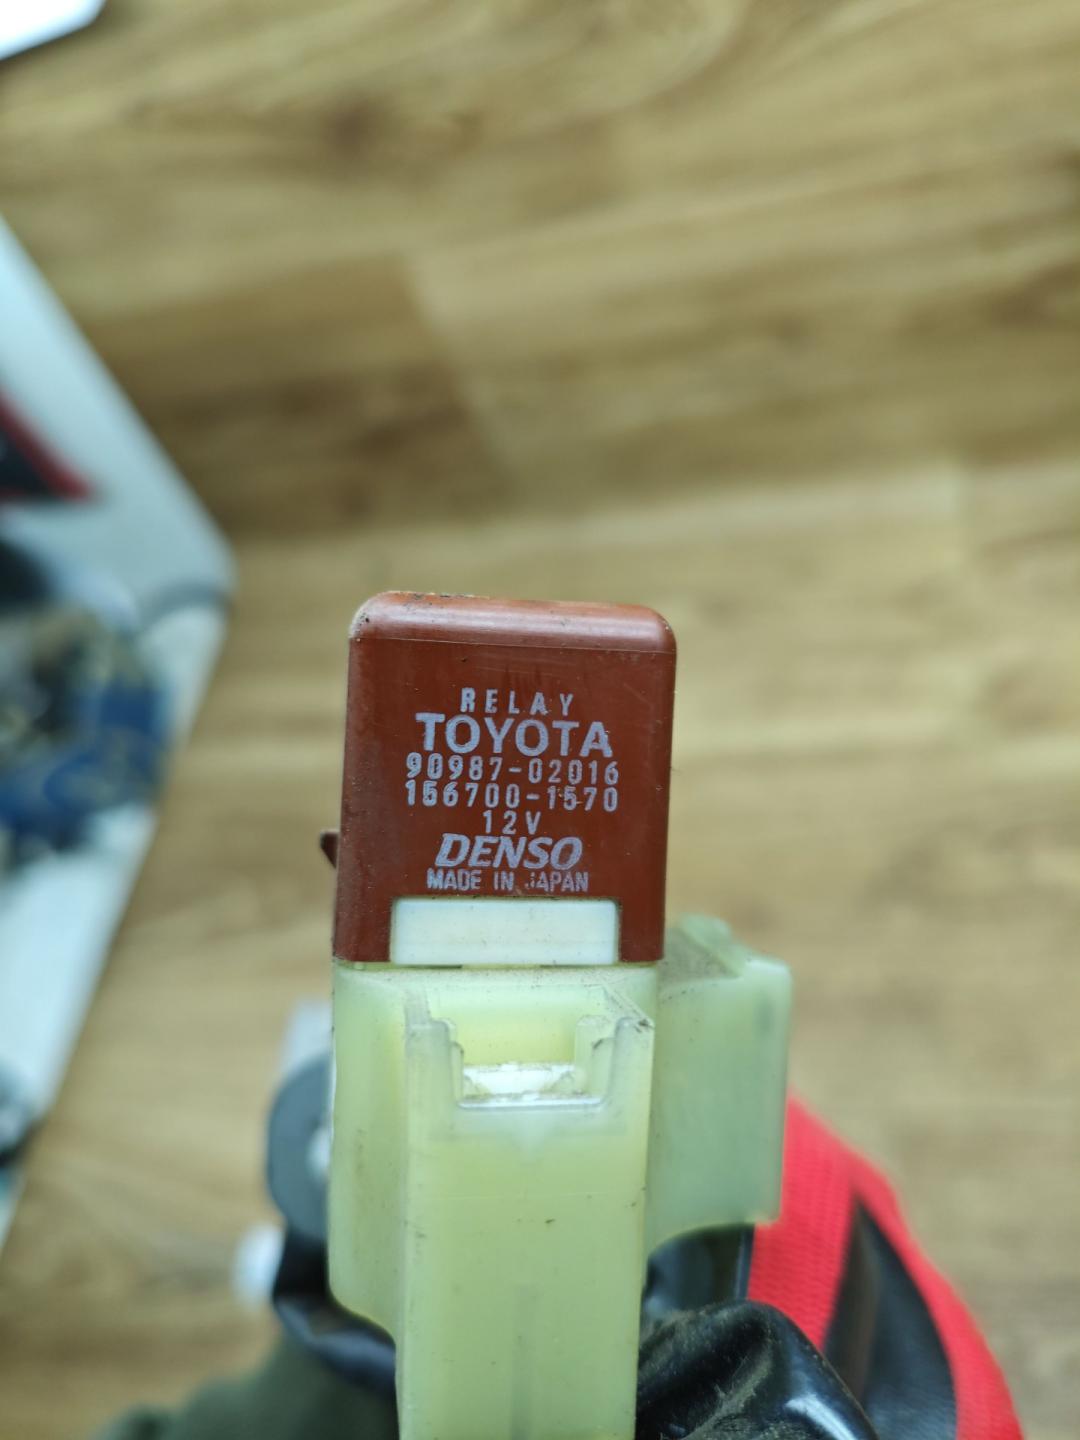 RELAY
TOYOTA
90987-02016
156700-1570
12V
DENSO
MADE IN JAPAN